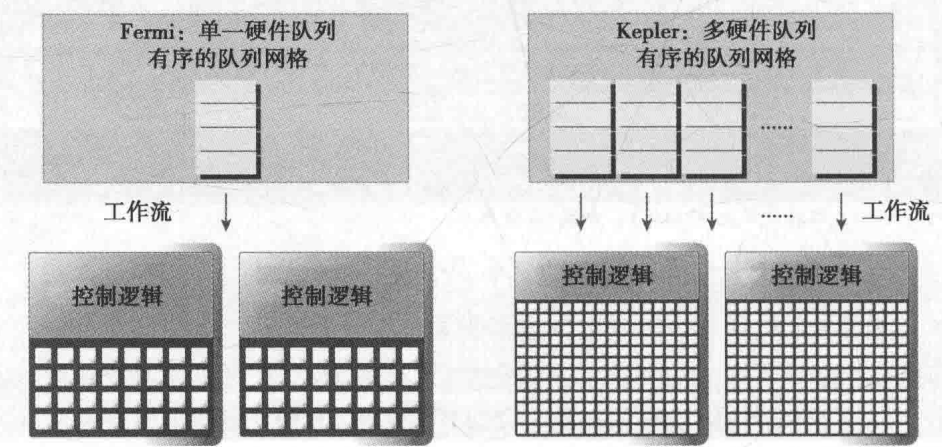 Fermi：单一硬件队列
有序的队列网格
Kepler：多硬件队列
有序的队列网格
……
工作流
……
工作流
控制逻辑
控制逻辑
控制逻辑
控制逻辑